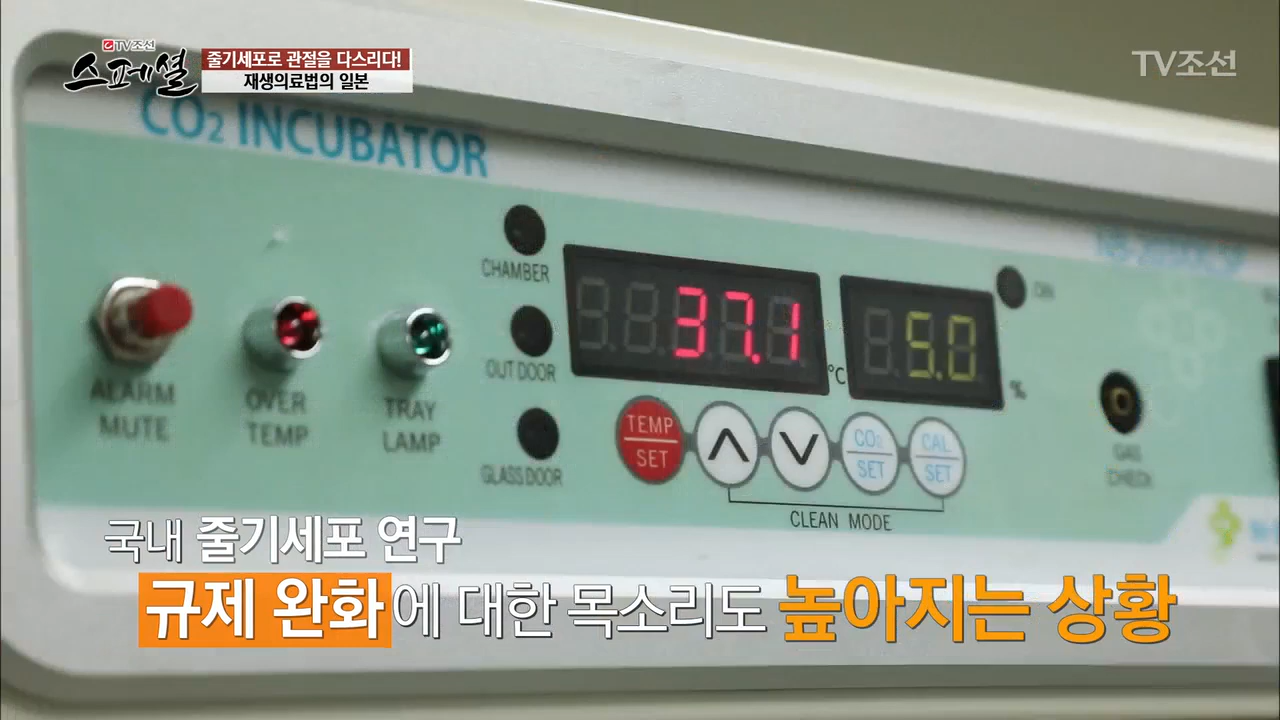 TV조선
스페셜
줄기세포로 관절을 다스리다!
재생의료법의 일본
TV조선
CO₂ INCUBATOR
CHAMBER
OUT DOOR
GLASS DOOR
ALARM MUTE
OVER TEMP
TRAY LAMP
37.1
℃
5.0
%
ON
TEMP SET
CO₂ SET
CAL SET
CLEAN MODE
GAS CHECK
국내 줄기세포 연구
규제 완화에 대한 목소리도 높아지는 상황